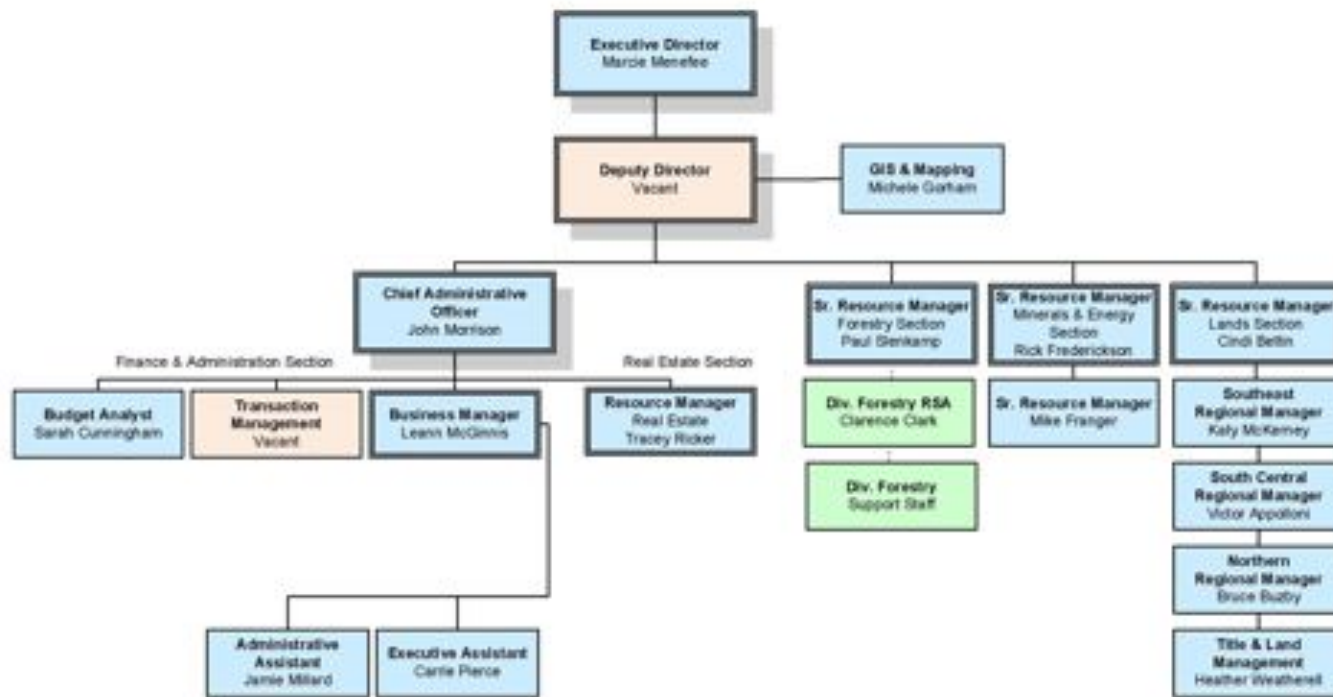 Executive Director
Marcie Menefee
Deputy Director
Vacant
GIS & Mapping
Michele Gorham
Chief Administrative
Officer
John Morrison
Sr. Resource Manager
Forestry Section
Paul Slenkamp
Sr. Resource Manager
Minerals & Energy
Section
Rick Frederickson
Sr. Resource Manager
Lands Section
Cindi Bettin
Finance & Administration Section
Real Estate Section
Budget Analyst
Sarah Cunningham
Transaction
Management
Vacant
Business Manager
Leann McGinnis
Resource Manager
Real Estate
Tracey Ricker
Div. Forestry RSA
Clarence Clark
Sr. Resource Manager
Mike Franger
Southeast
Regional Manager
Katy McKerney
Div. Forestry
Support Staff
South Central
Regional Manager
Victor Appolloni
Northern
Regional Manager
Bruce Buzby
Administrative
Assistant
Jamie Millard
Executive Assistant
Carrie Pierce
Title & Land
Management
Heather Weatherell